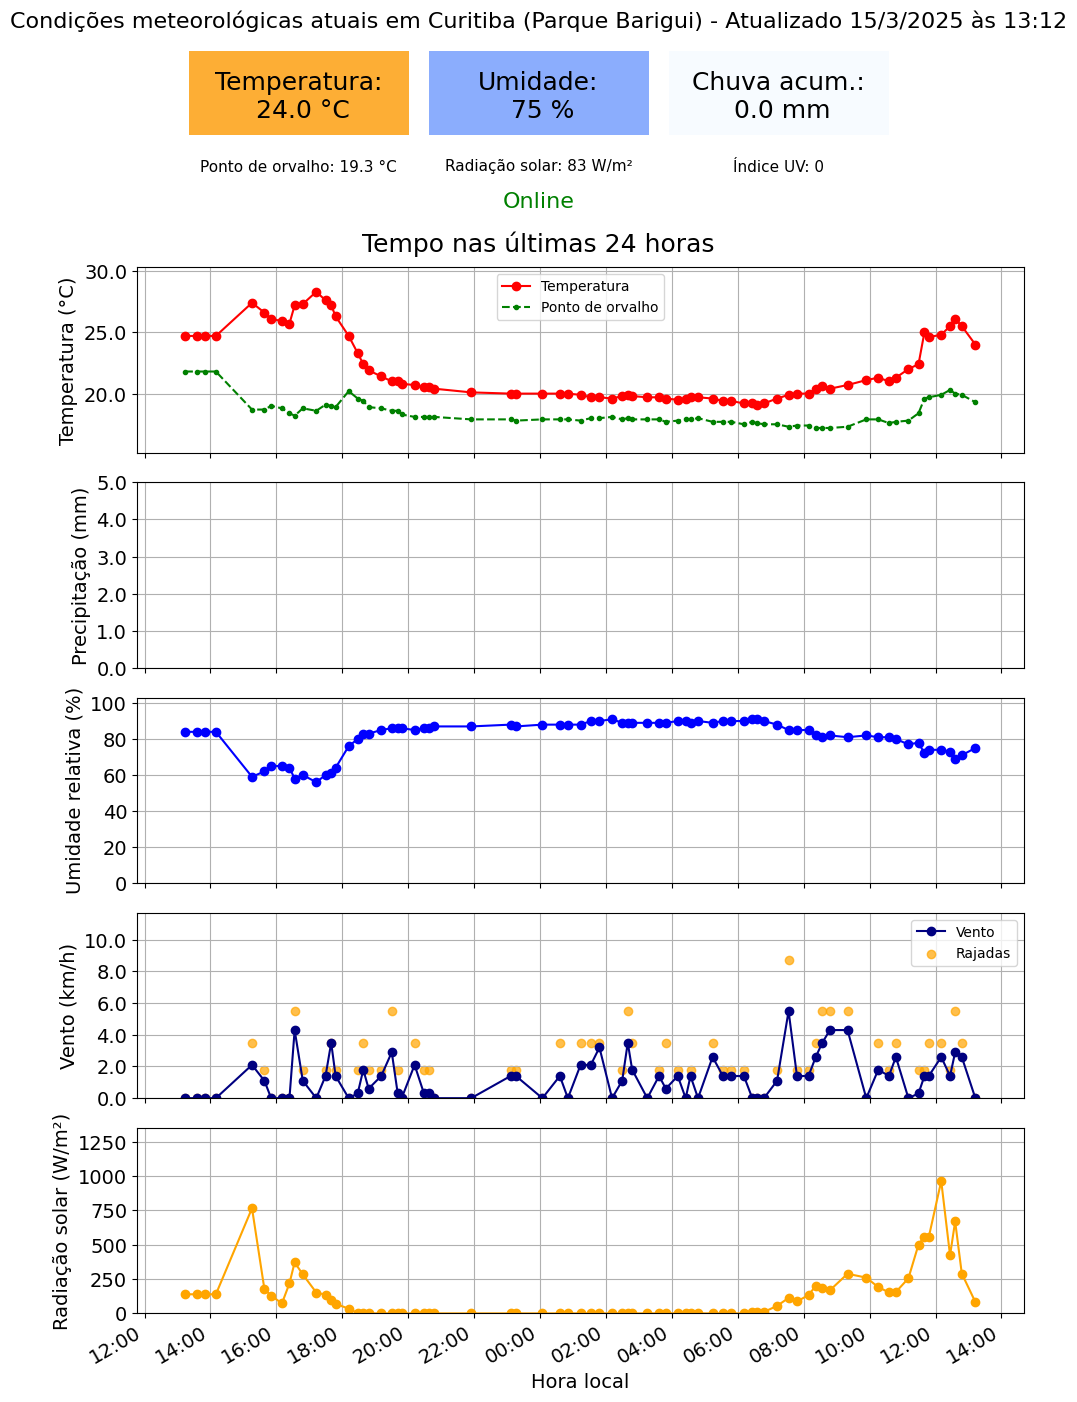 Condições meteorológicas atuais em Curitiba (Parque Barigui) - Atualizado 15/3/2025 às 13:12
Temperatura:
24.0 °C
Umidade:
75 %
Chuva acum.:
0.0 mm
Ponto de orvalho: 19.3 °C
Radiação solar: 83 W/m²
Índice UV: 0
Online
Tempo nas últimas 24 horas
Temperatura (°C)
30.0
25.0
20.0
Temperatura
Ponto de orvalho
Precipitação (mm)
5.0
4.0
3.0
2.0
1.0
0.0
Umidade relativa (%)
100
80
60
40
20
0
Vento (km/h)
10.0
8.0
6.0
4.0
2.0
0.0
Vento
Rajadas
Radiação solar (W/m²)
1250
1000
750
500
250
0
12:00
14:00
16:00
18:00
20:00
22:00
00:00
02:00
04:00
06:00
08:00
10:00
12:00
14:00
Hora local